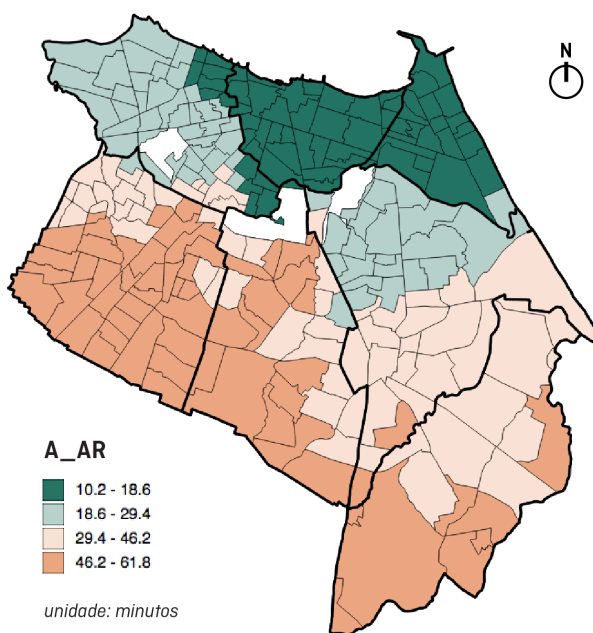 N
A_AR
10.2 - 18.6
18.6 - 29.4
29.4 - 46.2
46.2 - 61.8
unidade: minutos